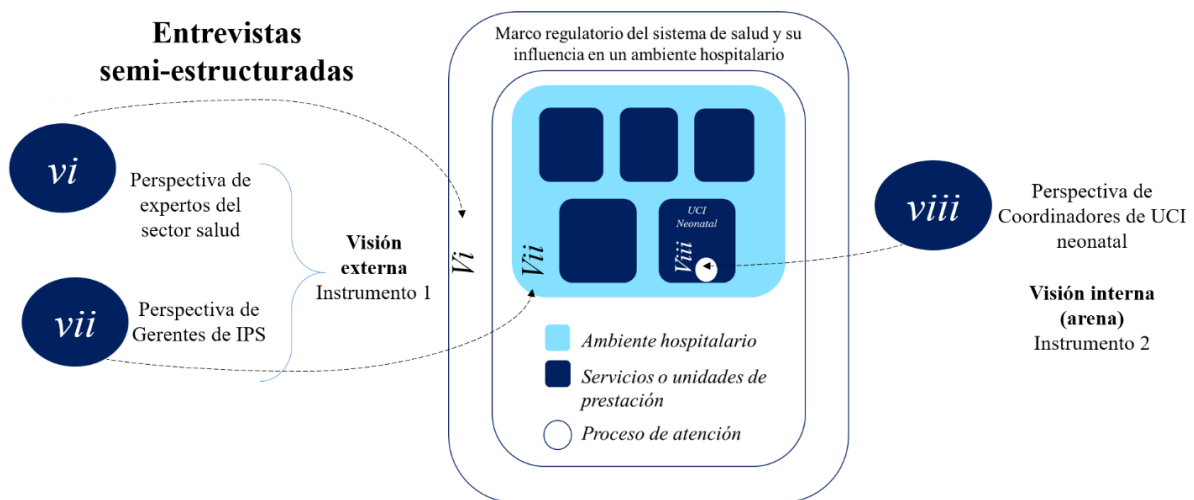 Entrevistas
semi-estructuradas
vi
Perspectiva de
expertos del
sector salud
vii
Perspectiva de
Gerentes de IPS
Visión
externa
Instrumento 1
Marco regulatorio del sistema de salud y su
influencia en un ambiente hospitalario
Vi
Vii
UCI
Neonatal
Viii
Ambiente hospitalario
Servicios o unidades de
prestación
Proceso de atención
viii
Perspectiva de
Coordinadores de UCI
neonatal
Visión interna
(arena)
Instrumento 2